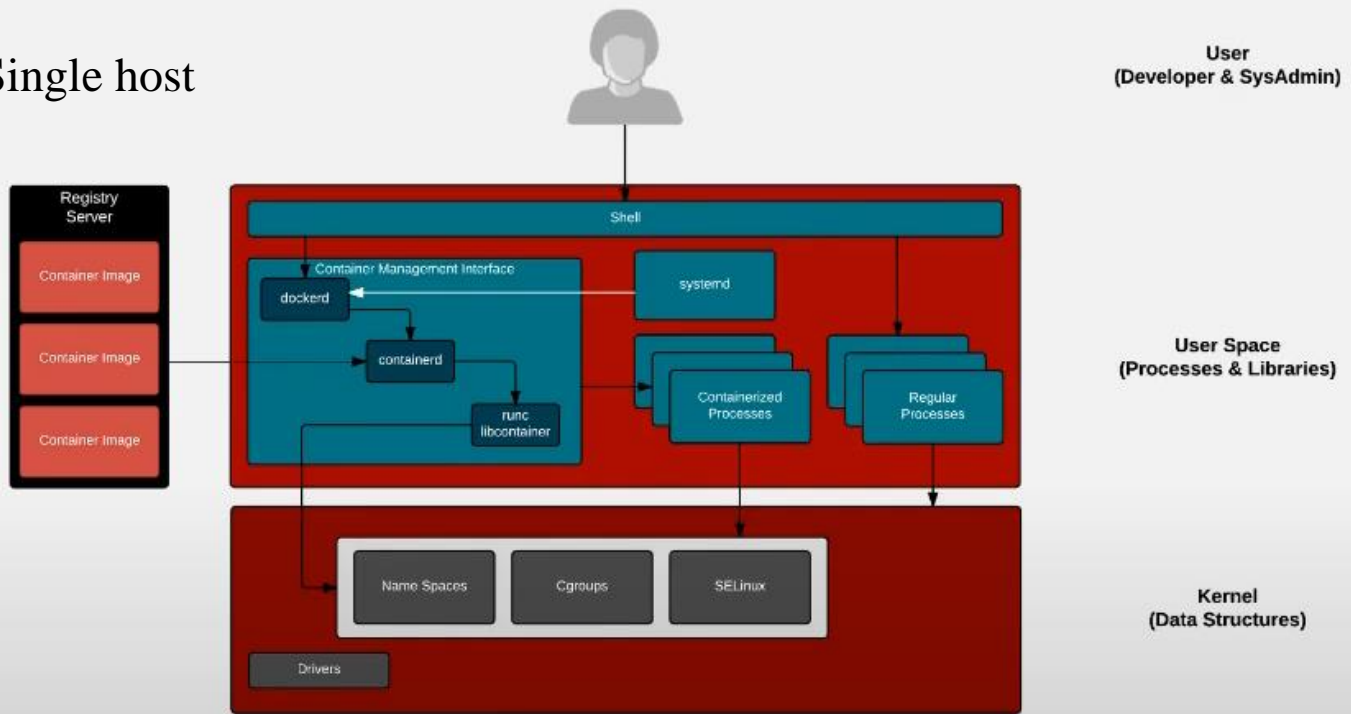 Single host
User
(Developer & SysAdmin)
Registry
Server
Container Image
Container Image
Container Image
Shell
Container Management Interface
dockerd
systemd
containerd
runc
libcontainer
Containerized
Processes
Regular
Processes
User Space
(Processes & Libraries)
Name Spaces
Cgroups
SELinux
Drivers
Kernel
(Data Structures)